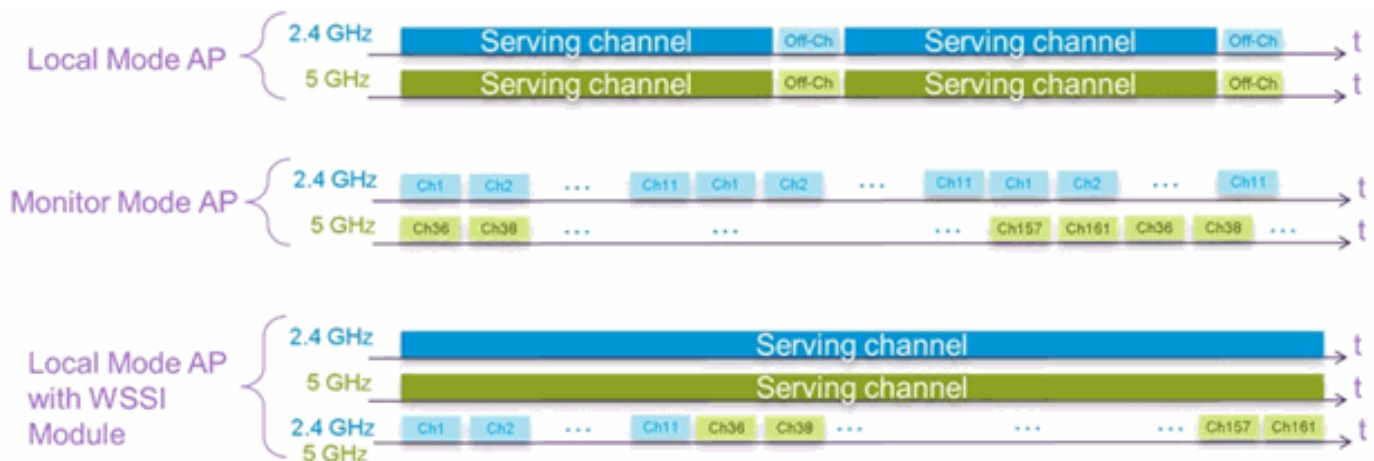 2.4 GHz Serving channel Off-Ch Serving channel Off-Ch t
Local Mode AP
5 GHz Serving channel Off-Ch Serving channel Off-Ch t
2.4 GHz Ch1 Ch2 ... Ch11 Ch1 Ch2 ... Ch11 Ch1 Ch2 ... Ch11 t
Monitor Mode AP
5 GHz Ch36 Ch38 ... ... ... Ch157 Ch161 Ch36 Ch38 ... t
2.4 GHz Serving channel t
Local Mode AP
with WSSI
Module
5 GHz Serving channel t
2.4 GHz Ch1 Ch2 ... Ch11 Ch36 Ch38 ... ... ... Ch157 Ch161 t
5 GHz